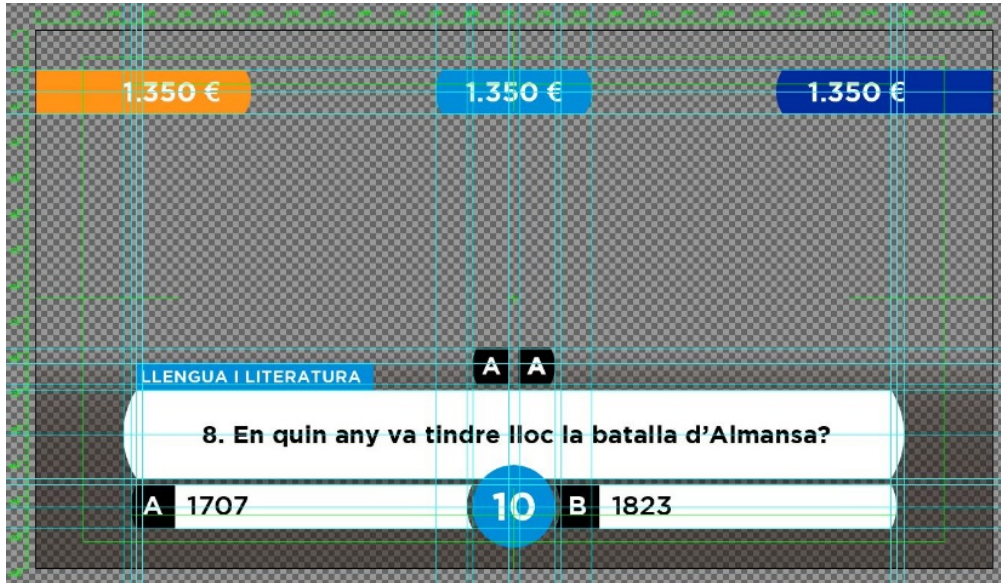 1.350 € 1.350 € 1.350 €
A A
LLENGUA I LITERATURA
8. En quin any va tindre lloc la batalla d'Almansa?
A 1707 10 B 1823